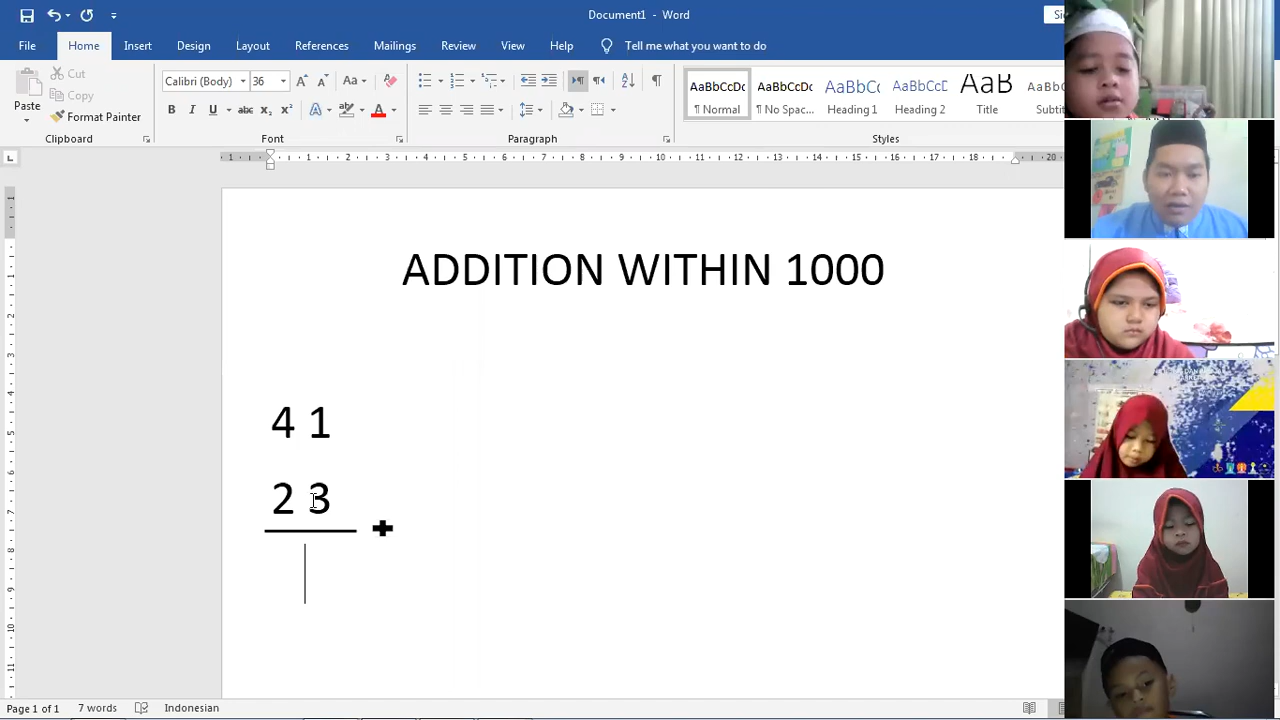 Document1 - Word
File Home Insert Design Layout References Mailings Review View Help Tell me what you want to do
Cut
Copy
Paste
Format Painter
Calibri (Body) 36
Clipboard Font Paragraph Styles
AaBbCcDc AaBbCcDc AaBbCc AaBbCcD AaB AaBbCcD
¶ Normal ¶ No Spac... Heading 1 Heading 2 Title
ADDITION WITHIN 1000
4 1
2 3
+
Page 1 of 1 7 words Indonesian